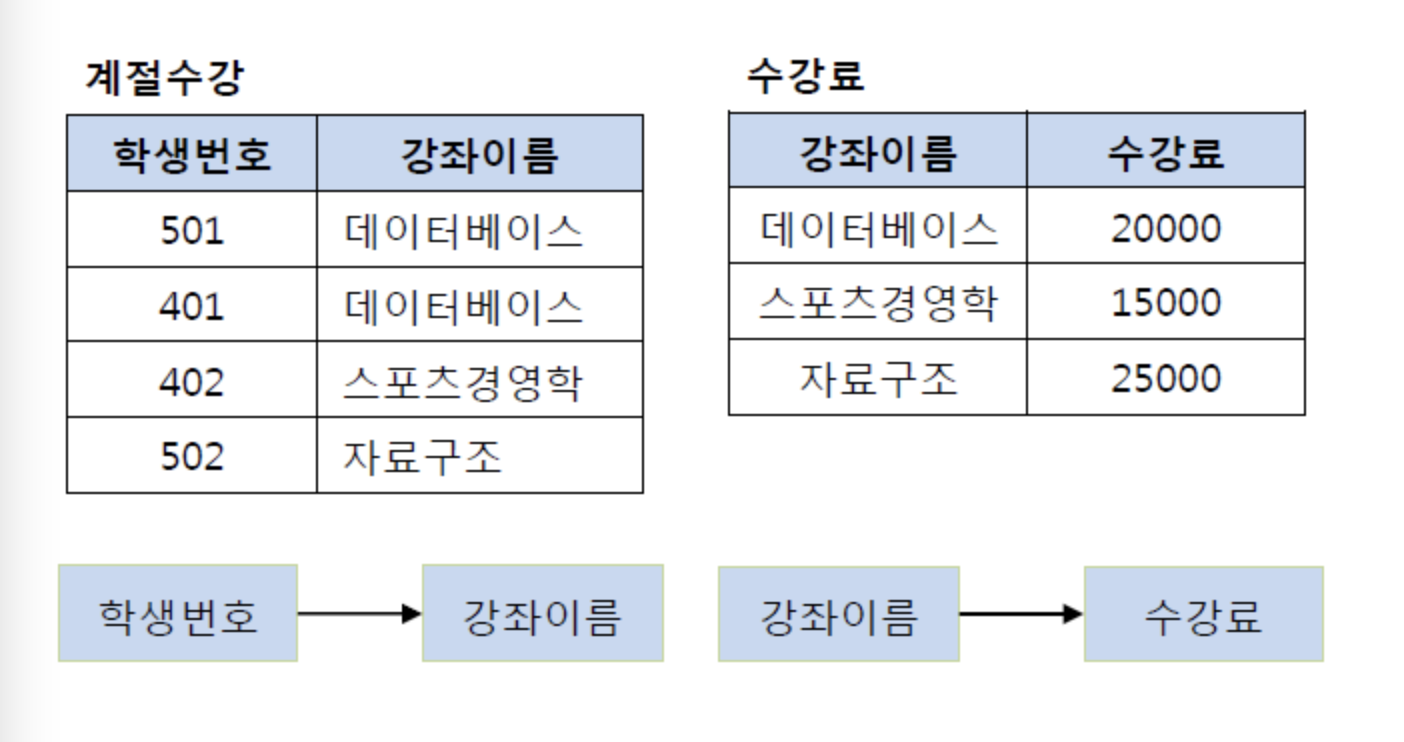 계절수강
학생번호 강좌이름
501 데이터베이스
401 데이터베이스
402 스포츠경영학
502 자료구조
수강료
강좌이름 수강료
데이터베이스 20000
스포츠경영학 15000
자료구조 25000
학생번호 강좌이름
강좌이름 수강료